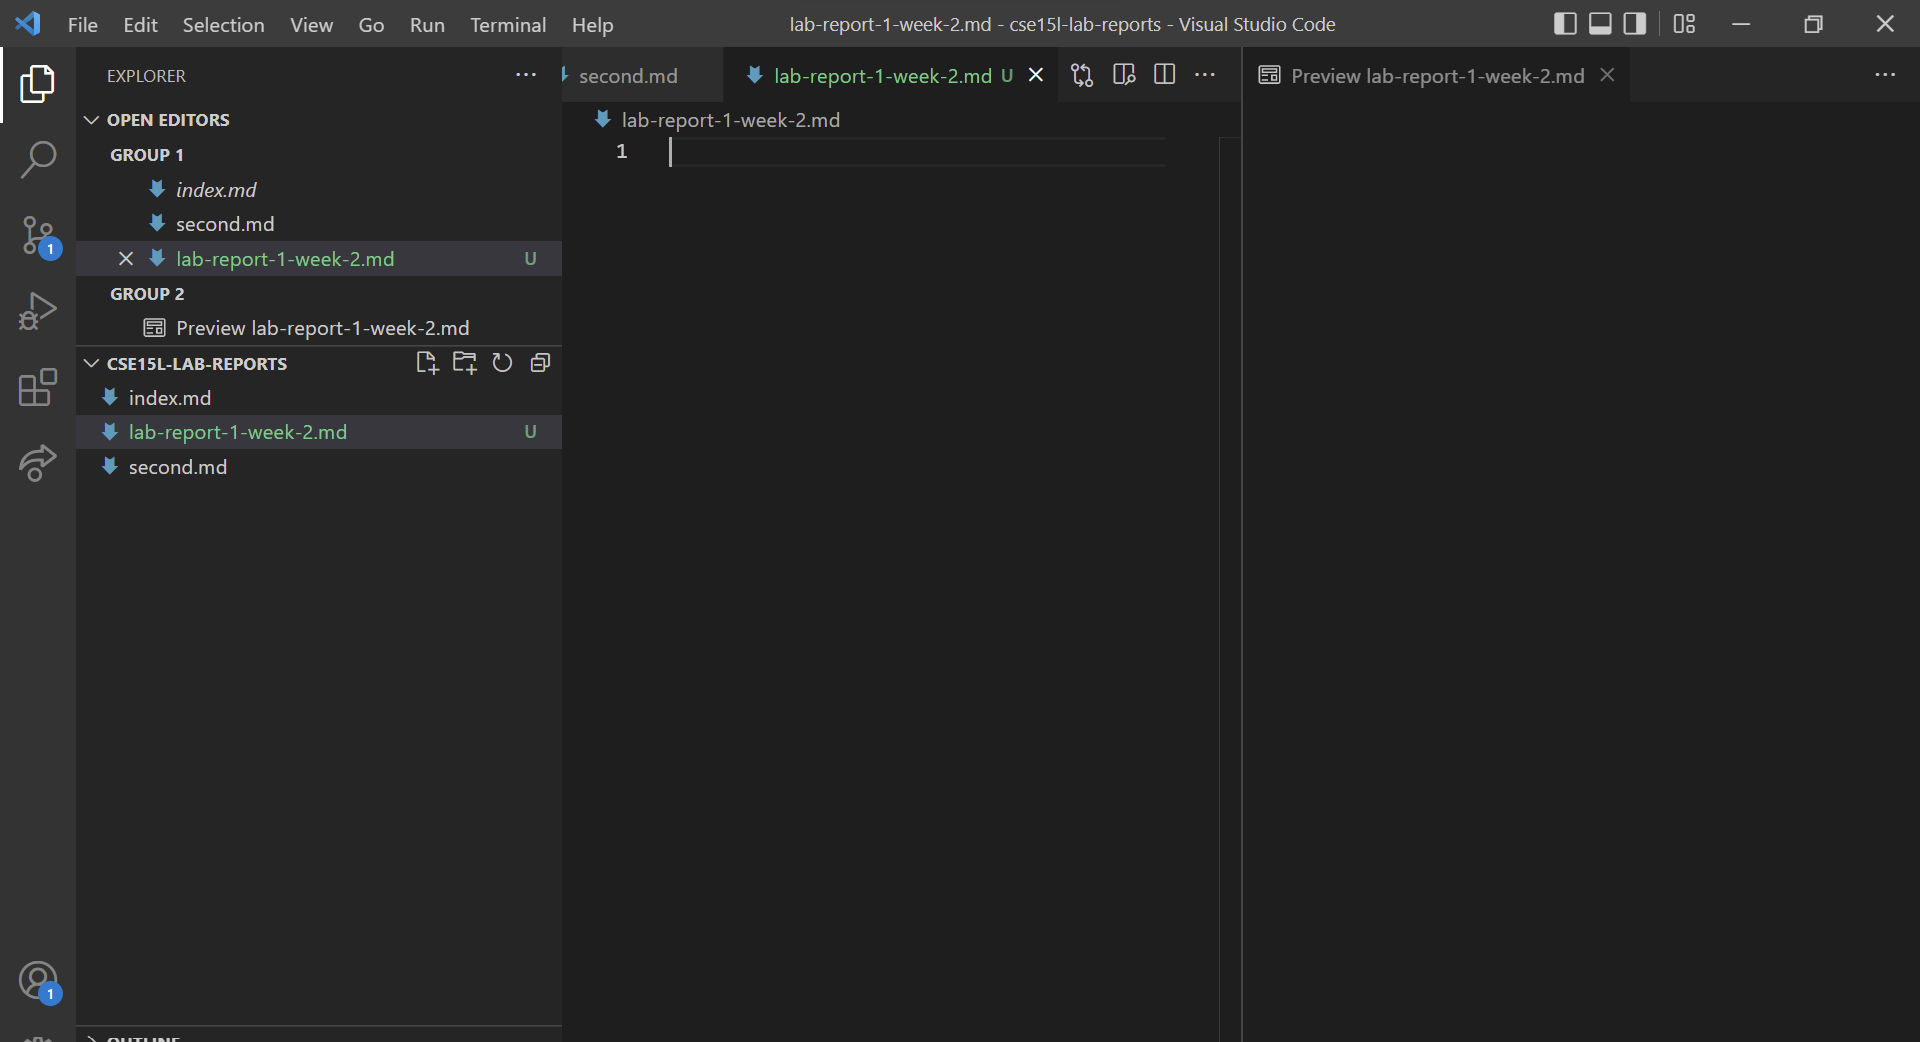 File Edit Selection View Go Run Terminal Help
lab-report-1-week-2.md - cse15l-lab-reports - Visual Studio Code
EXPLORER
OPEN EDITORS
GROUP 1
index.md
second.md
lab-report-1-week-2.md U
GROUP 2
Preview lab-report-1-week-2.md
CSE15L-LAB-REPORTS
index.md
lab-report-1-week-2.md U
second.md
OUTLINE
1
1
second.md
lab-report-1-week-2.md U
lab-report-1-week-2.md
1
Preview lab-report-1-week-2.md